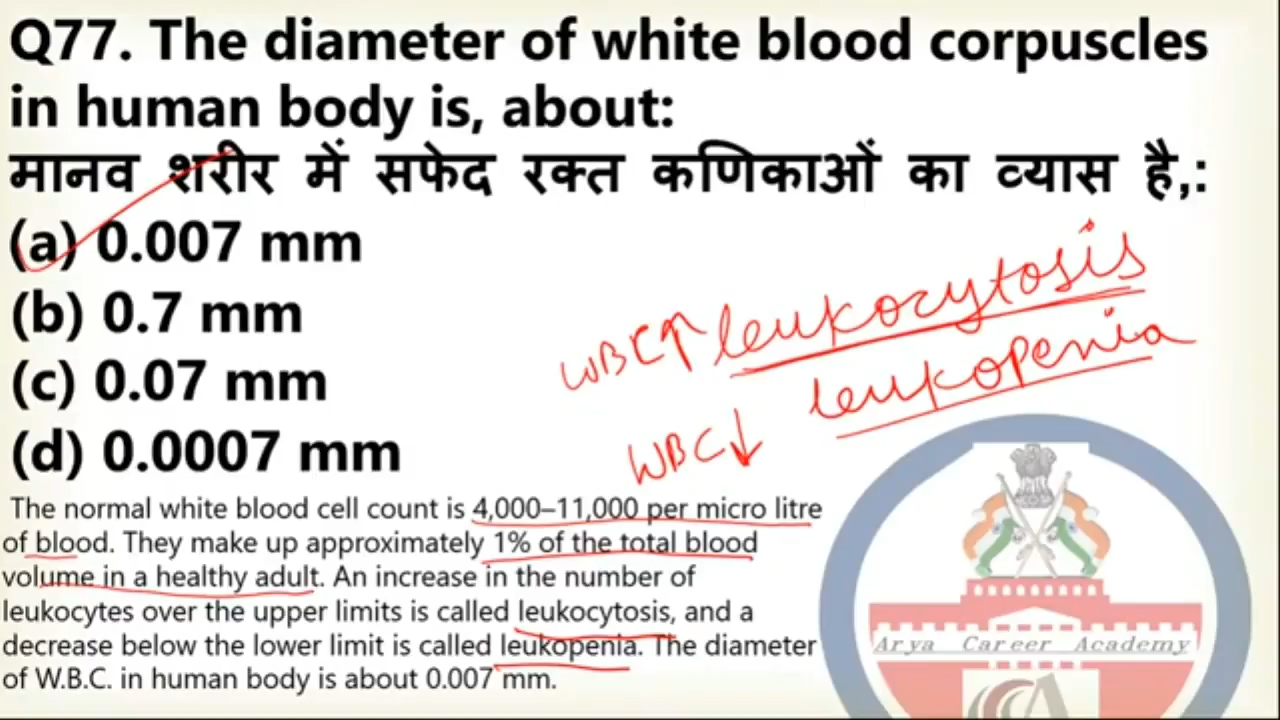 Q77. The diameter of white blood corpuscles
in human body is, about:
मानव शरीर में सफेद रक्त कणिकाओं का व्यास है,:
(a) 0.007 mm
(b) 0.7 mm
(c) 0.07 mm
(d) 0.0007 mm
WBC↑ leukocytosis
WBC↓ leukopenia
The normal white blood cell count is 4,000–11,000 per micro litre
of blood. They make up approximately 1% of the total blood
volume in a healthy adult. An increase in the number of
leukocytes over the upper limits is called leukocytosis, and a
decrease below the lower limit is called leukopenia. The diameter
of W.B.C. in human body is about 0.007 mm.
Arya Career Academy